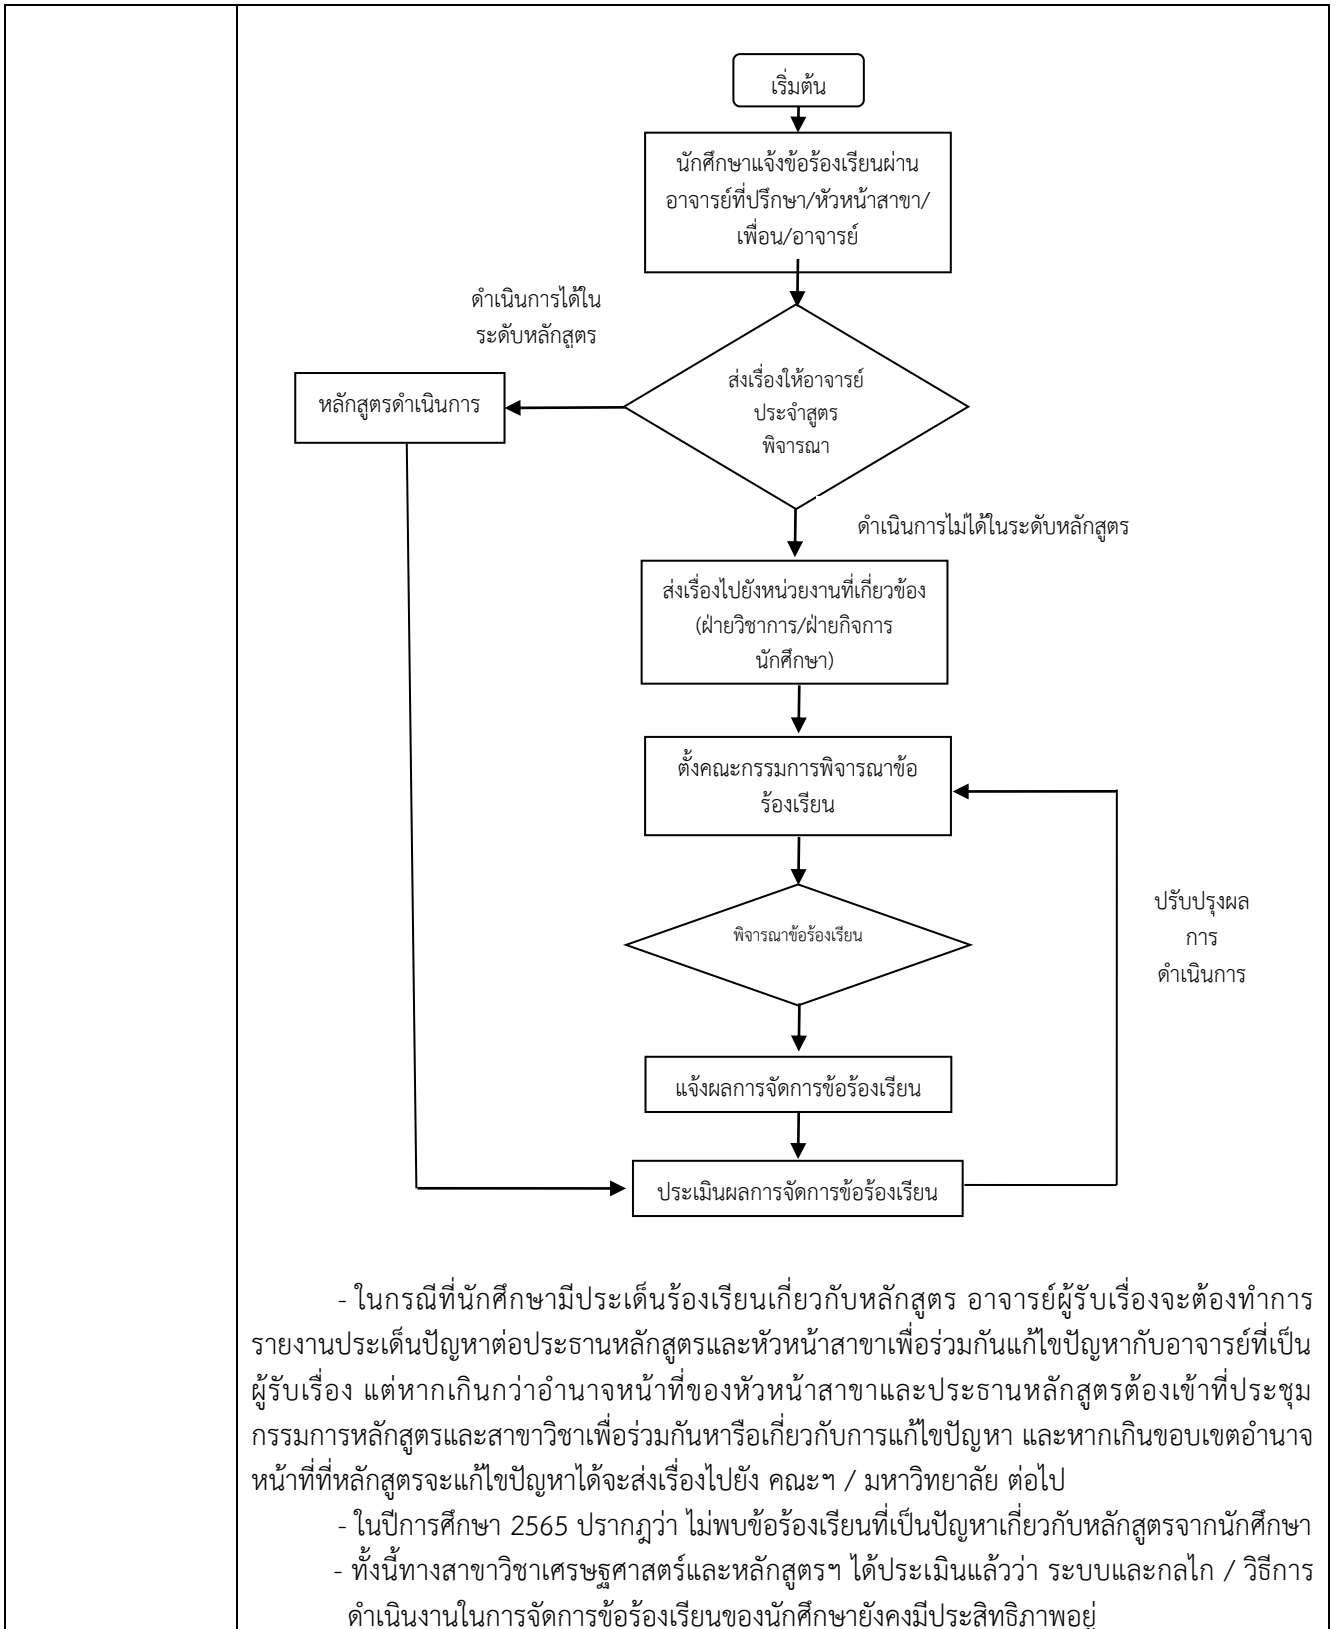 เริ่มต้น
นักศึกษาแจ้งข้อร้องเรียนผ่าน
อาจารย์ที่ปรึกษา/หัวหน้าสาขา/
เพื่อน/อาจารย์
ดำเนินการได้ใน
ระดับหลักสูตร
ส่งเรื่องให้อาจารย์
ประจำสูตร
พิจารณา
หลักสูตรดำเนินการ
ดำเนินการไม่ได้ในระดับหลักสูตร
ส่งเรื่องไปยังหน่วยงานที่เกี่ยวข้อง
(ฝ่ายวิชาการ/ฝ่ายกิจการ
นักศึกษา)
ตั้งคณะกรรมการพิจารณาข้อ
ร้องเรียน
ปรับปรุงผล
การ
ดำเนินการ
พิจารณาข้อร้องเรียน
แจ้งผลการจัดการข้อร้องเรียน
ประเมินผลการจัดการข้อร้องเรียน
- ในกรณีที่นักศึกษามีประเด็นร้องเรียนเกี่ยวกับหลักสูตร อาจารย์ผู้รับเรื่องจะต้องทำการ
รายงานประเด็นปัญหาต่อประธานหลักสูตรและหัวหน้าสาขาเพื่อร่วมกันแก้ไขปัญหากับอาจารย์ที่เป็น
ผู้รับเรื่อง แต่หากเกินกว่าอำนาจหน้าที่ของหัวหน้าสาขาและประธานหลักสูตรต้องเข้าที่ประชุม
กรรมการหลักสูตรและสาขาวิชาเพื่อร่วมกันหารือเกี่ยวกับการแก้ไขปัญหา และหากเกินขอบเขตอำนาจ
หน้าที่ที่หลักสูตรจะแก้ไขปัญหาได้จะส่งเรื่องไปยัง คณะฯ / มหาวิทยาลัย ต่อไป
- ในปีการศึกษา 2565 ปรากฏว่า ไม่พบข้อร้องเรียนที่เป็นปัญหาเกี่ยวกับหลักสูตรจากนักศึกษา
- ทั้งนี้ทางสาขาวิชาเศรษฐศาสตร์และหลักสูตรฯ ได้ประเมินแล้วว่า ระบบและกลไก / วิธีการ
ดำเนินงานในการจัดการข้อร้องเรียนของนักศึกษายังคงมีประสิทธิภาพอยู่